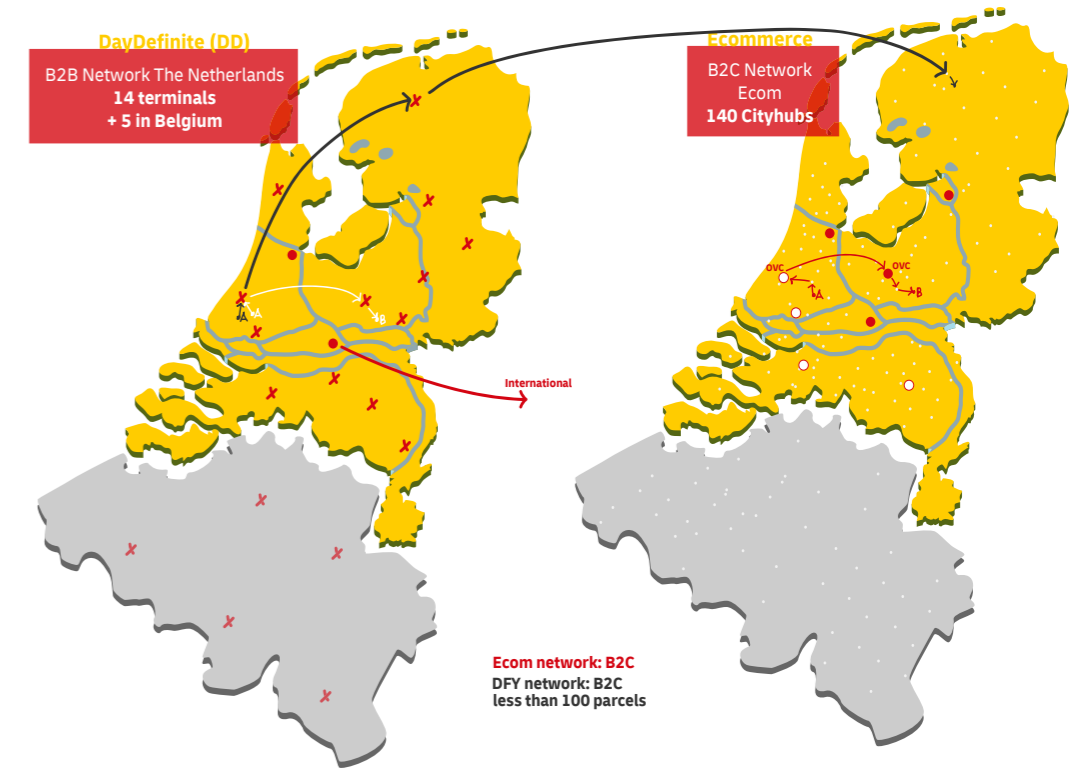 DayDefinite (DD)
B2B Network The Netherlands
14 terminals
+ 5 in Belgium
Ecommerce
B2C Network
Ecom
140 Cityhubs
A
A
B
International
OVC
OVC
A
B
Ecom network: B2C
DFY network: B2C
less than 100 parcels